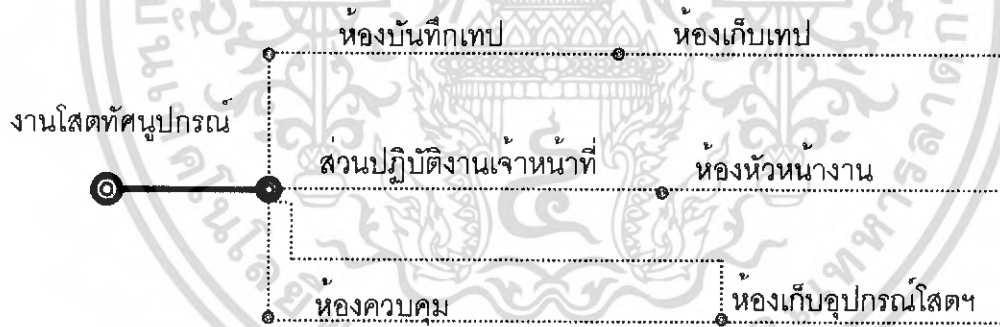 ห้องบันทึกเทป ห้องเก็บเทป
งานโสตทัศนูปกรณ์
ส่วนปฏิบัติงานเจ้าหน้าที่ ห้องหัวหน้างาน
ห้องควบคุม ห้องเก็บอุปกรณ์โสตฯ